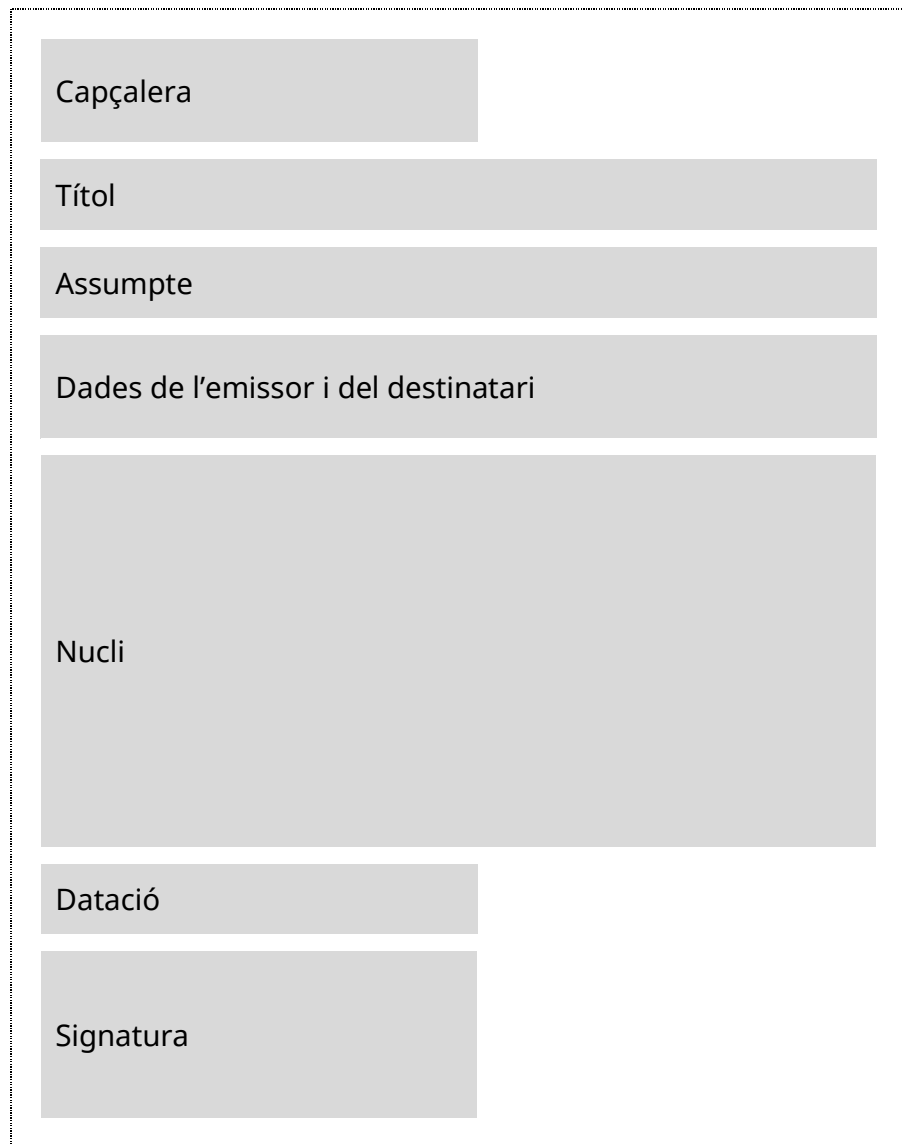 Capçalera
Títol
Assumpte
Dades de l’emissor i del destinatari
Nucli
Datació
Signatura